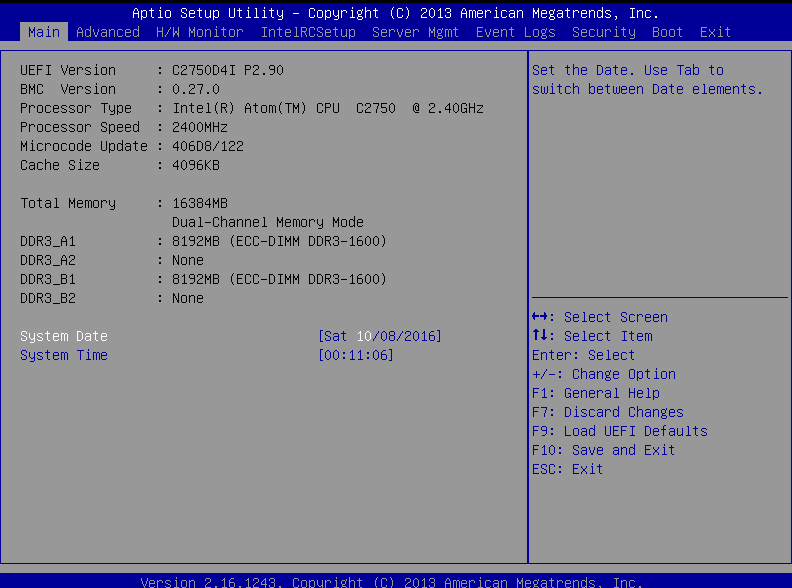 Aptio Setup Utility – Copyright (C) 2013 American Megatrends, Inc.
Main Advanced H/W Monitor IntelRCSetup Server Mgmt Event Logs Security Boot Exit
UEFI Version : C2750D4I P2.90
BMC Version : 0.27.0
Processor Type : Intel(R) Atom(TM) CPU C2750 @ 2.40GHz
Processor Speed : 2400MHz
Microcode Update : 406D8/122
Cache Size : 4096KB
Total Memory : 16384MB
Dual-Channel Memory Mode
DDR3_A1 : 8192MB (ECC-DIMM DDR3-1600)
DDR3_A2 : None
DDR3_B1 : 8192MB (ECC-DIMM DDR3-1600)
DDR3_B2 : None
System Date [Sat 10/08/2016]
System Time [00:11:06]
Set the Date. Use Tab to
switch between Date elements.
↔: Select Screen
↑↓: Select Item
Enter: Select
+/-: Change Option
F1: General Help
F7: Discard Changes
F9: Load UEFI Defaults
F10: Save and Exit
ESC: Exit
Version 2.16.1243. Copyright (C) 2013 American Megatrends, Inc.